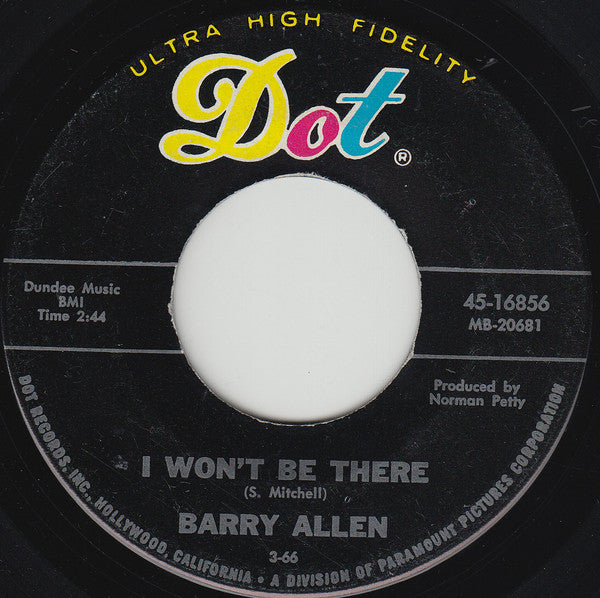 ULTRA HIGH FIDELITY
Dot®
Dundee Music
BMI
Time 2:44
45-16856
MB-20681
Produced by
Norman Petty
I WON'T BE THERE
(S. Mitchell)
BARRY ALLEN
3-66
DOT RECORDS, INC., HOLLYWOOD, CALIFORNIA • A DIVISION OF PARAMOUNT PICTURES CORPORATION